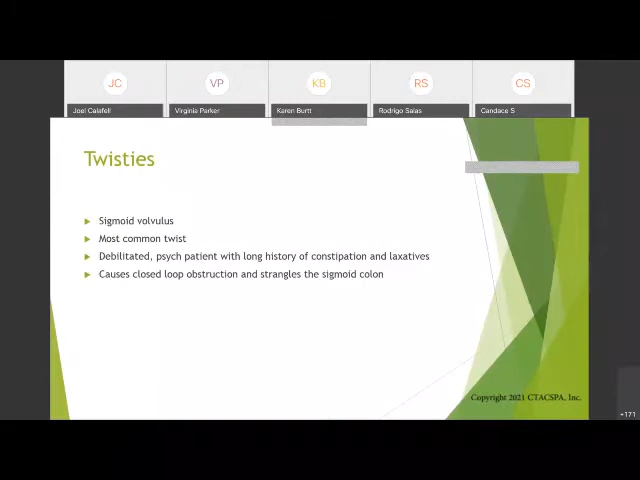 JC
VP
KB
RS
CS
Joel Calafell
Virginia Parker
Karen Burtt
Rodrigo Salas
Candace S
Twisties
Sigmoid volvulus
Most common twist
Debilitated, psych patient with long history of constipation and laxatives
Causes closed loop obstruction and strangles the sigmoid colon
Copyright 2021 CTACSPA, Inc.
+171